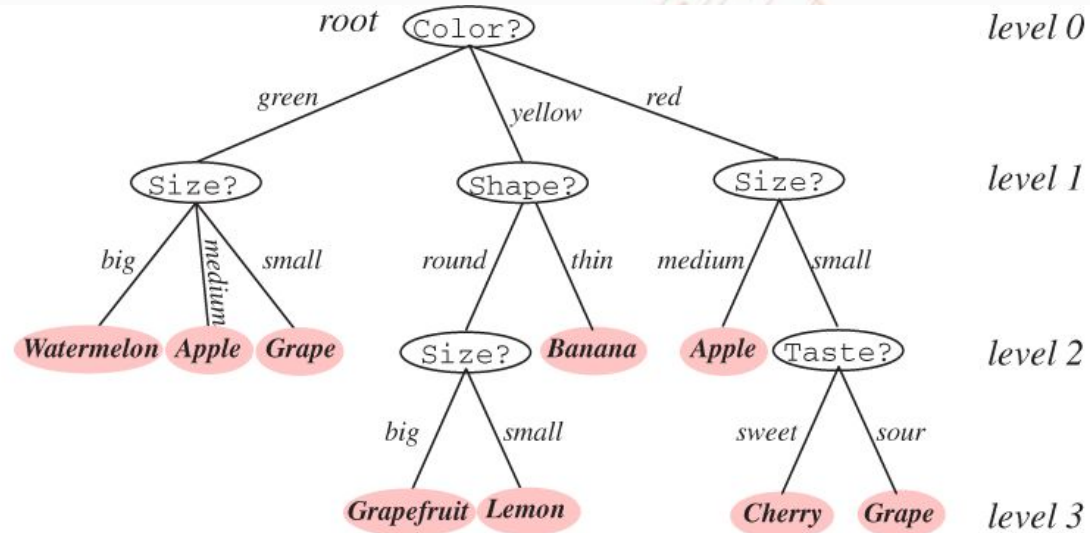 root Color? level 0
green yellow red
Size? Shape? Size? level 1
big medium small round thin medium small
Watermelon Apple Grape Size? Banana Apple Taste? level 2
big small sweet sour
Grapefruit Lemon Cherry Grape level 3